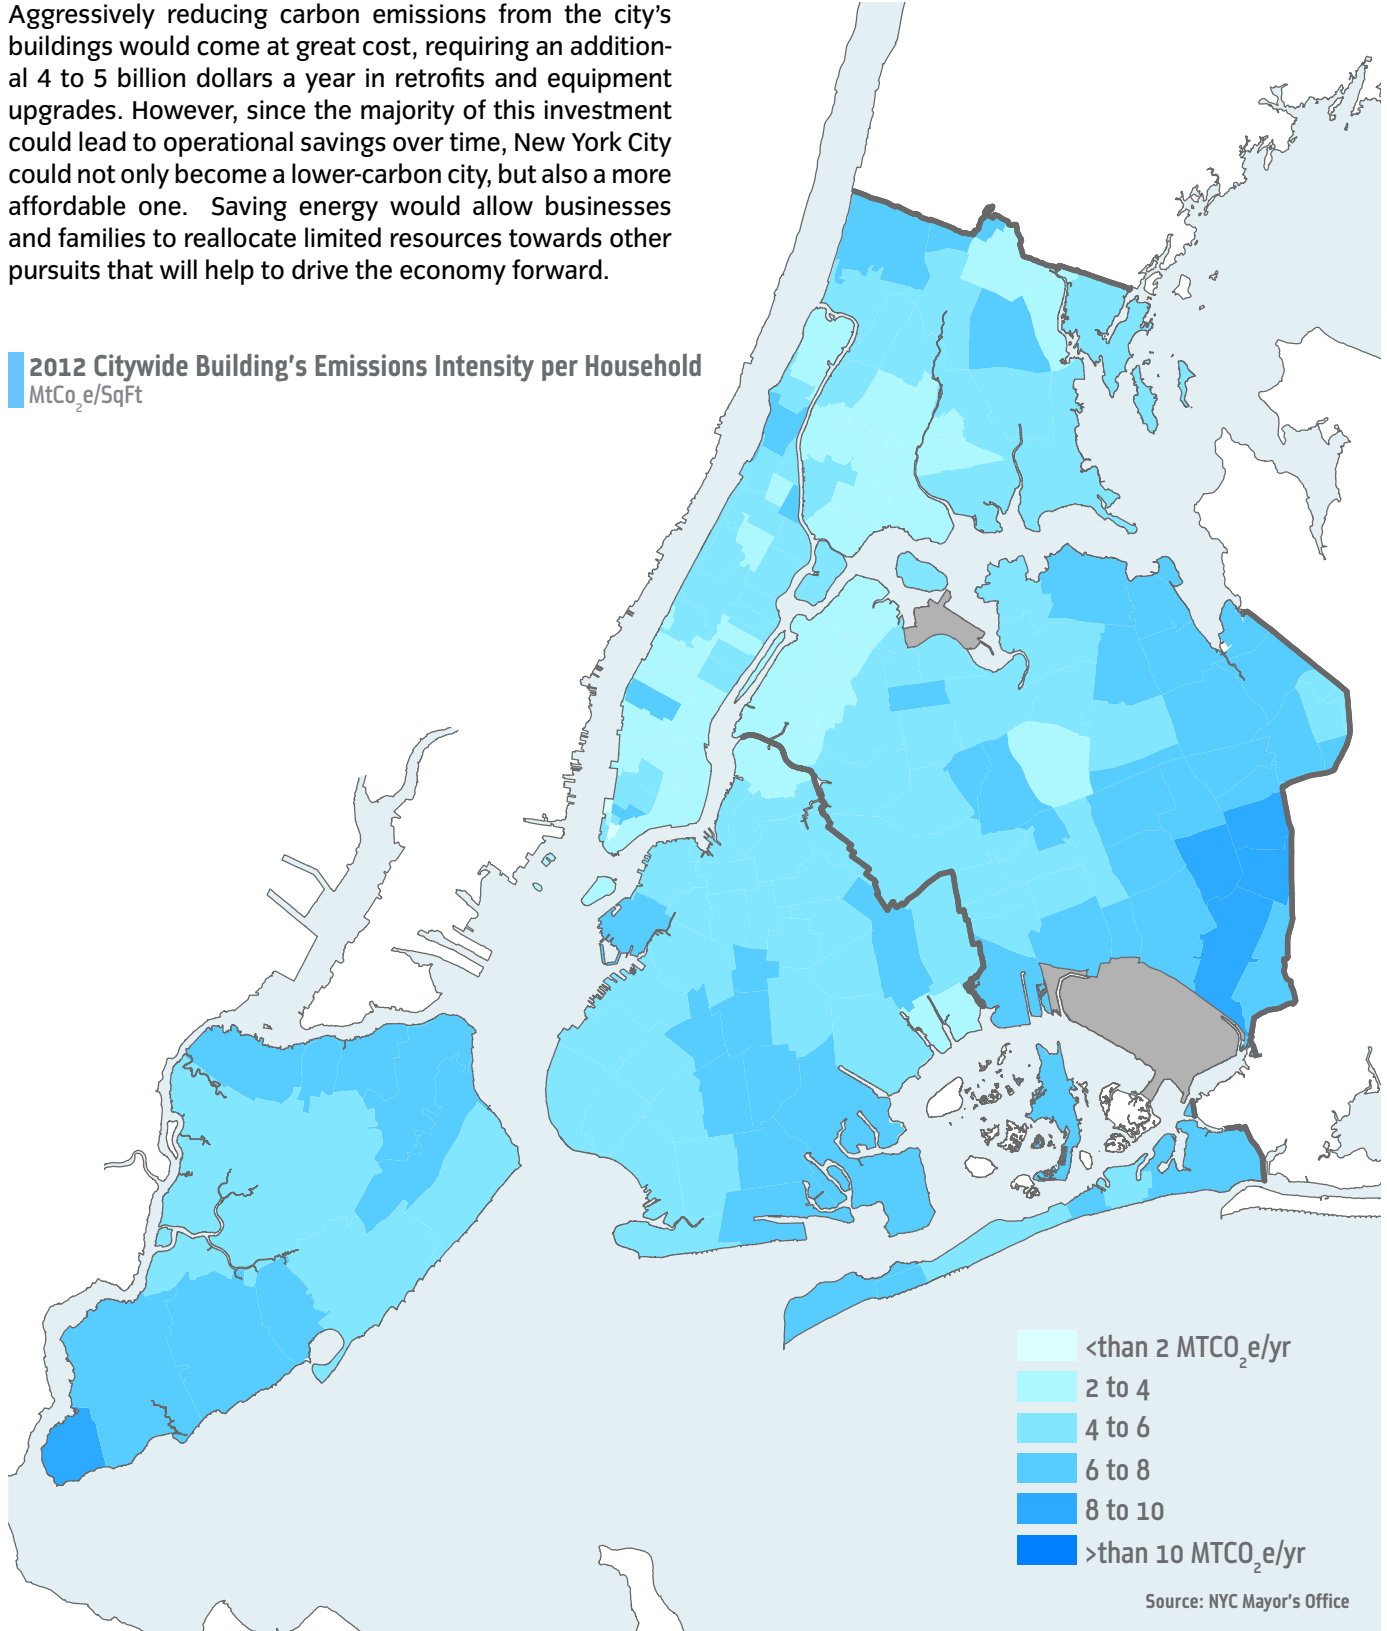 Aggressively reducing carbon emissions from the city’s
buildings would come at great cost, requiring an addition-
al 4 to 5 billion dollars a year in retrofits and equipment
upgrades. However, since the majority of this investment
could lead to operational savings over time, New York City
could not only become a lower-carbon city, but also a more
affordable one. Saving energy would allow businesses
and families to reallocate limited resources towards other
pursuits that will help to drive the economy forward.
2012 Citywide Building’s Emissions Intensity per Household
MtCo₂e/SqFt
<than 2 MTCO₂e/yr
2 to 4
4 to 6
6 to 8
8 to 10
>than 10 MTCO₂e/yr
Source: NYC Mayor’s Office